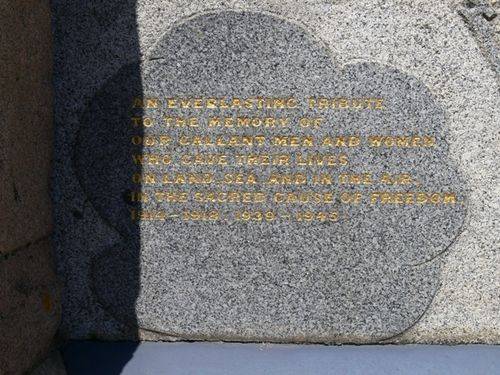 AN EVERLASTING TRIBUTE
TO THE MEMORY OF
OUR GALLANT MEN AND WOMEN
WHO GAVE THEIR LIVES
ON LAND, SEA, AND IN THE AIR.
IN THE SACRED CAUSE OF FREEDOM.
1914-1918, 1939-1945